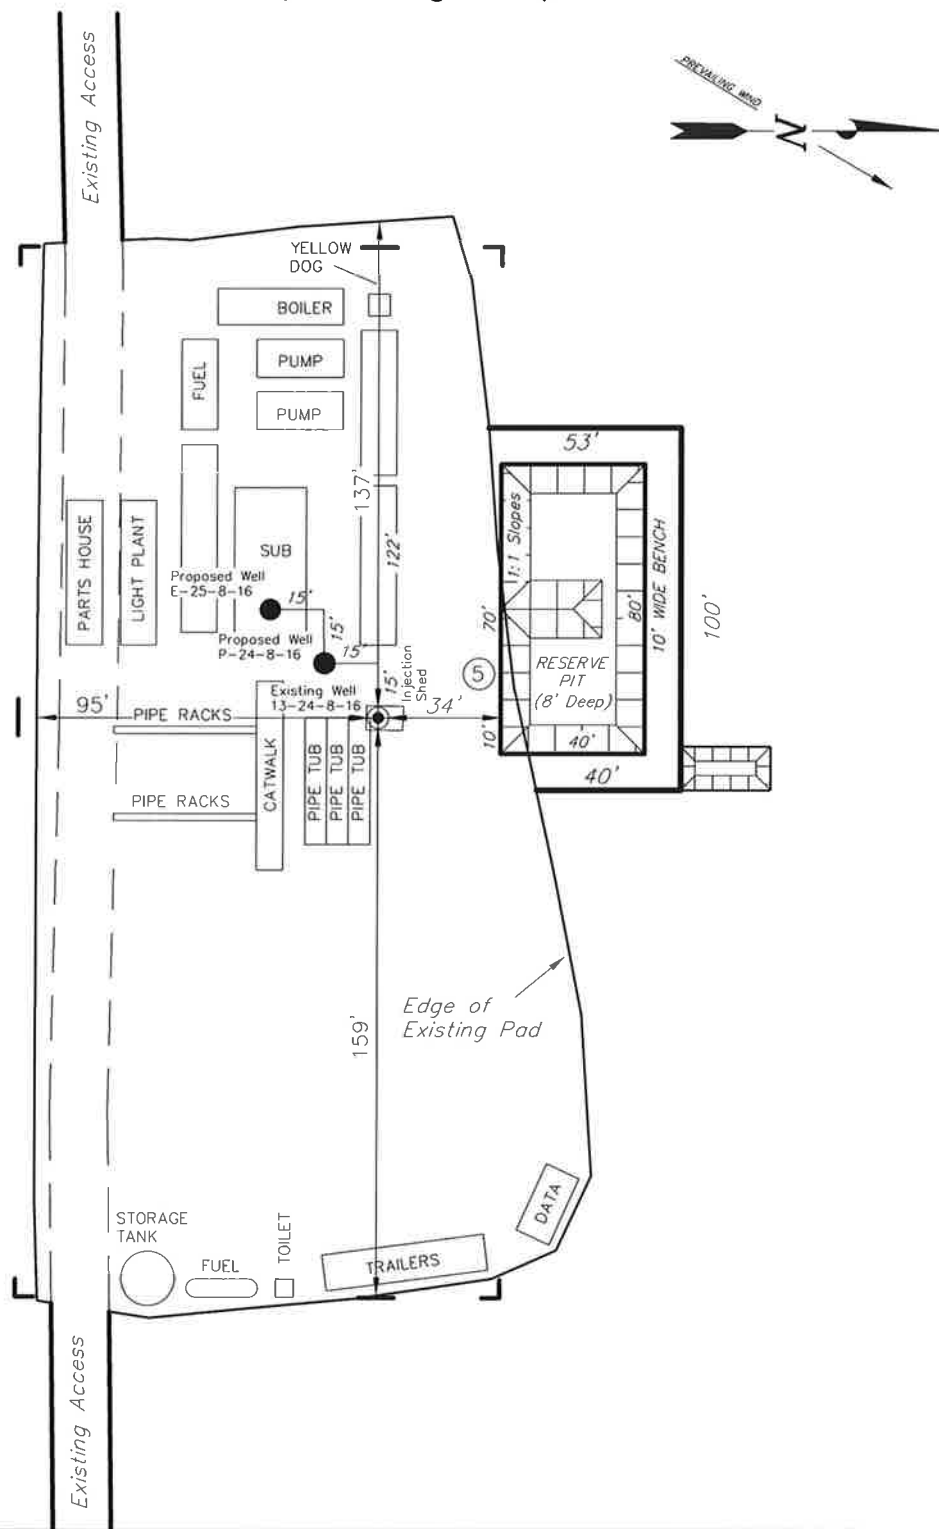 Existing Access
PREVAILING WIND
N
YELLOW
DOG
BOILER
FUEL
PUMP
PUMP
53'
137'
1:1 Slopes
PARTS HOUSE
LIGHT PLANT
SUB
122'
10' WIDE BENCH
100'
Proposed Well
E-25-8-16
15'
15'
80'
70'
Proposed Well
P-24-8-16
15'
15'
Injection
Shed
5
RESERVE
PIT
(8' Deep)
Existing Well
13-24-8-16
95'
PIPE RACKS
34'
10'
40'
40'
CATWALK
PIPE TUB
PIPE TUB
PIPE TUB
PIPE RACKS
Edge of
Existing Pad
159'
DATA
STORAGE
TANK
FUEL
TOILET
TRAILERS
Existing Access